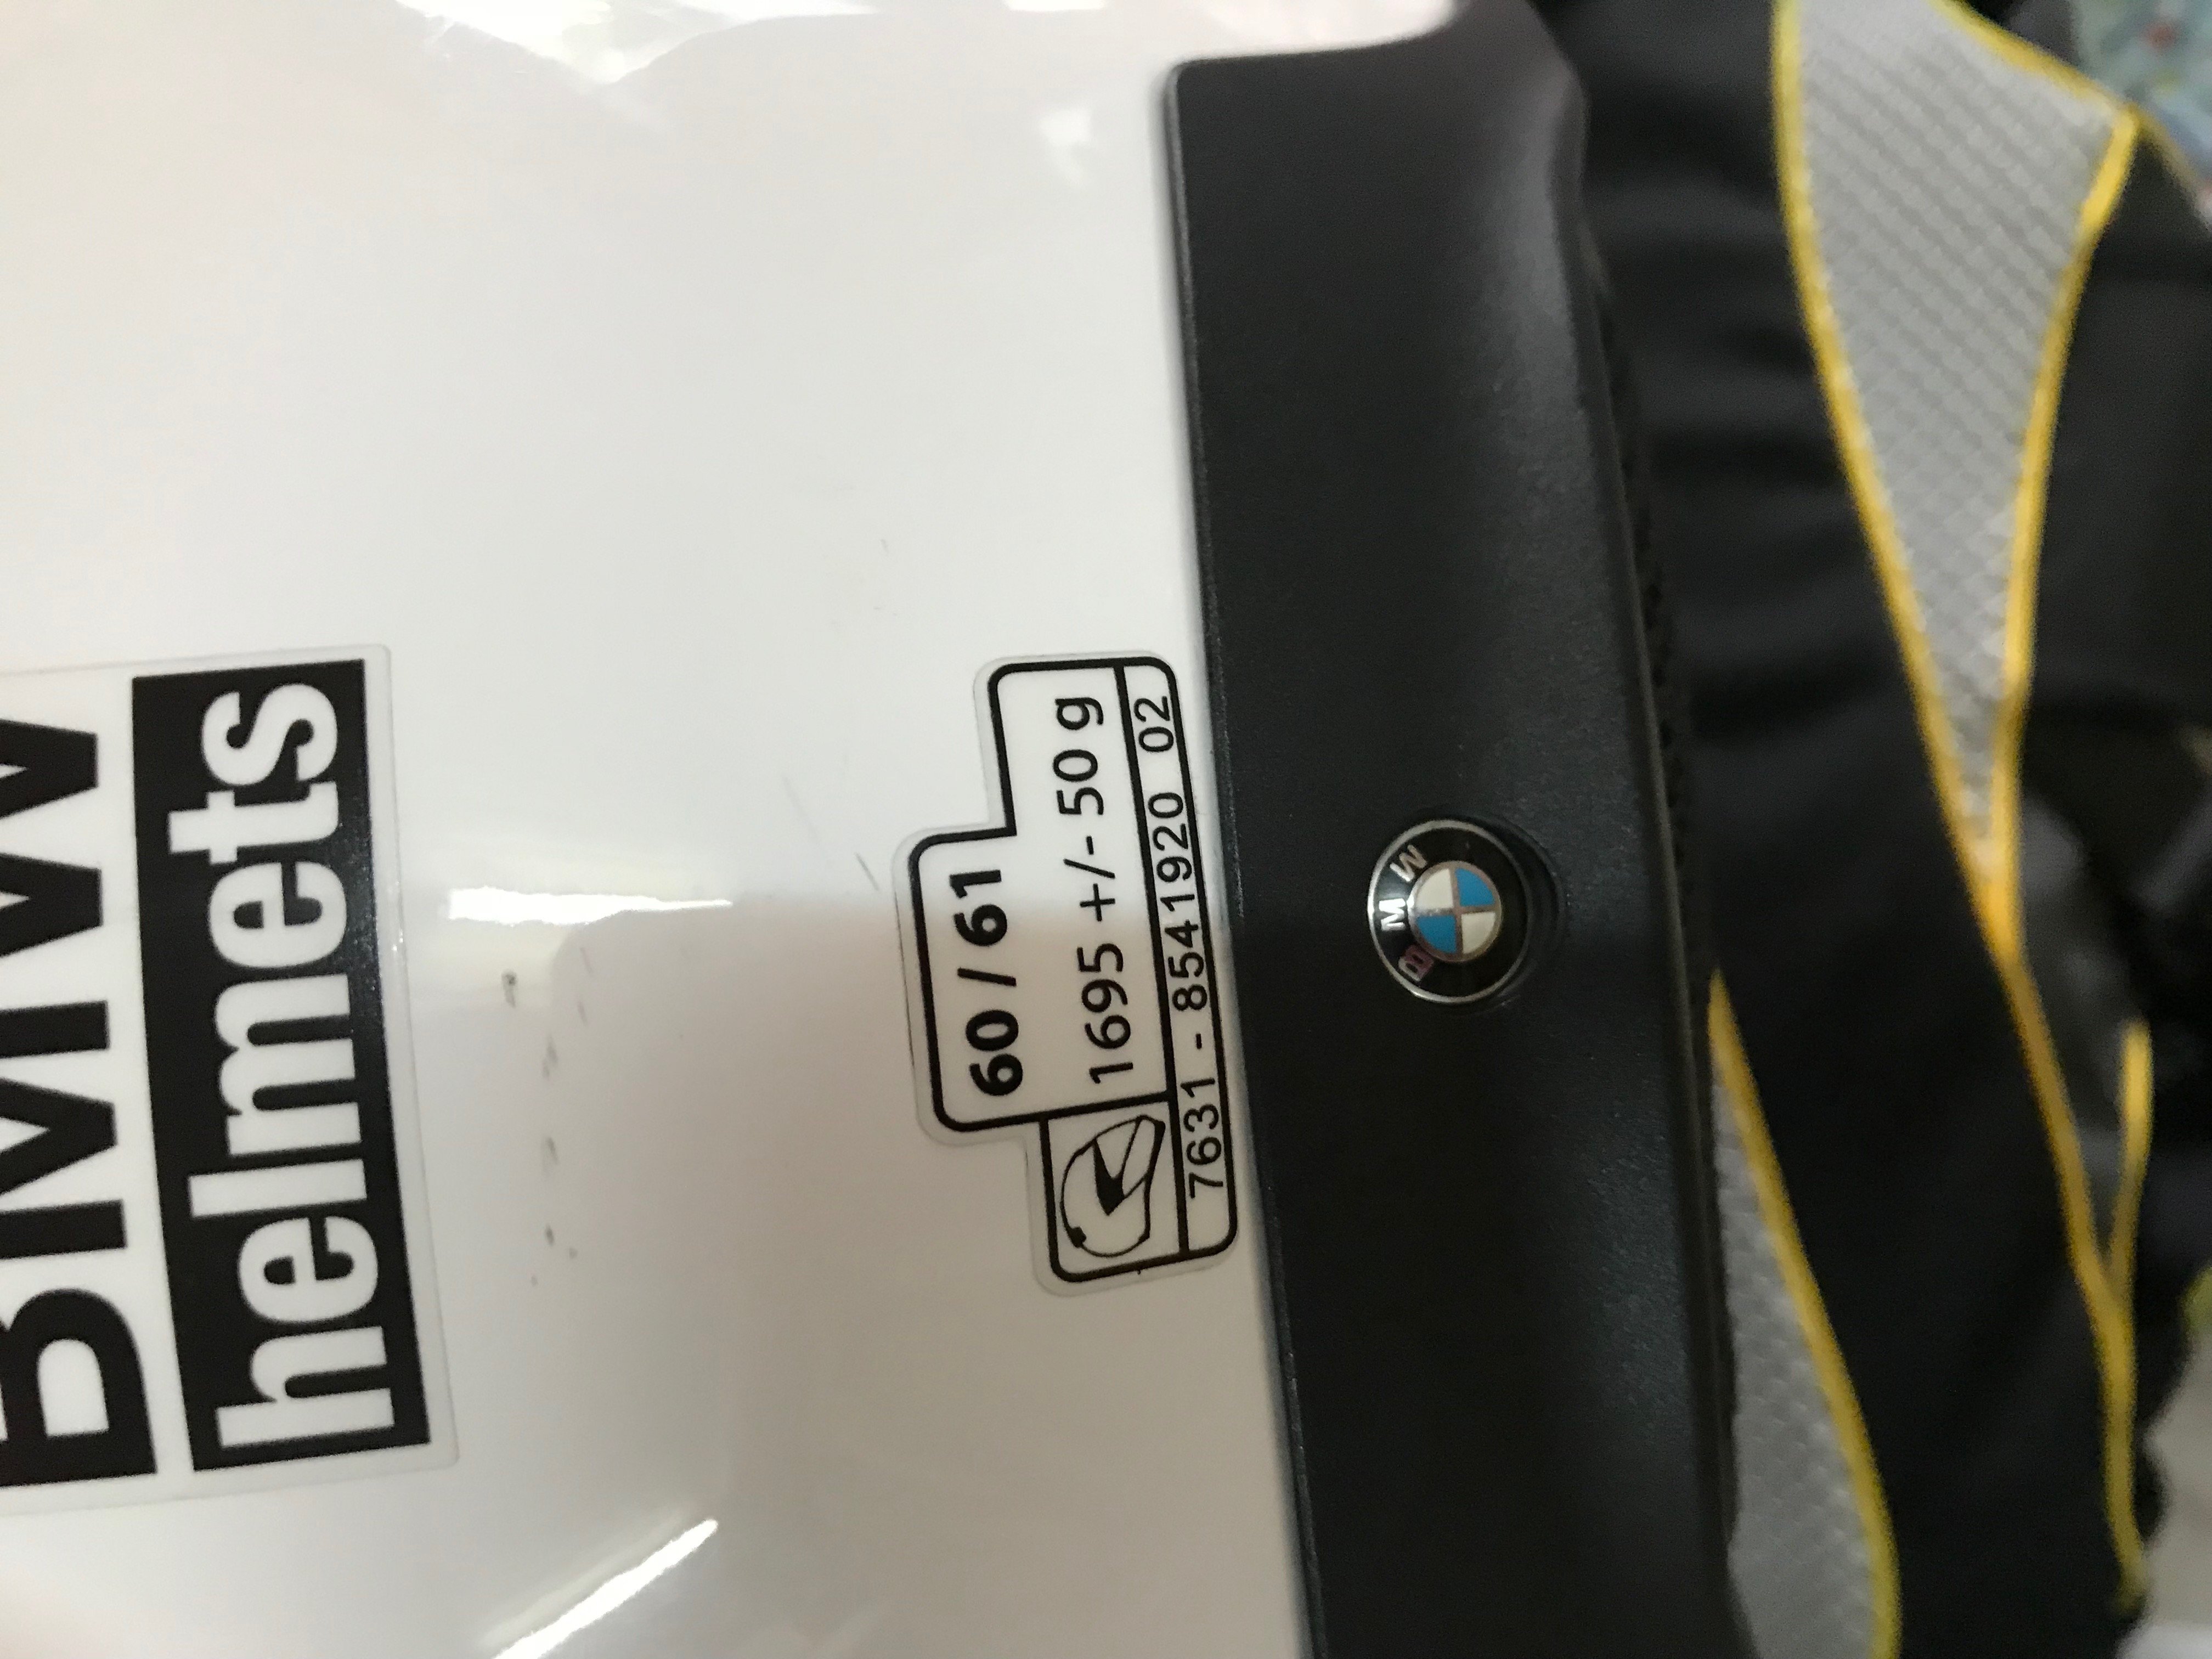 BMW
helmets
60 / 61
1695 +/- 50 g
7631 - 8541920 02
BMW